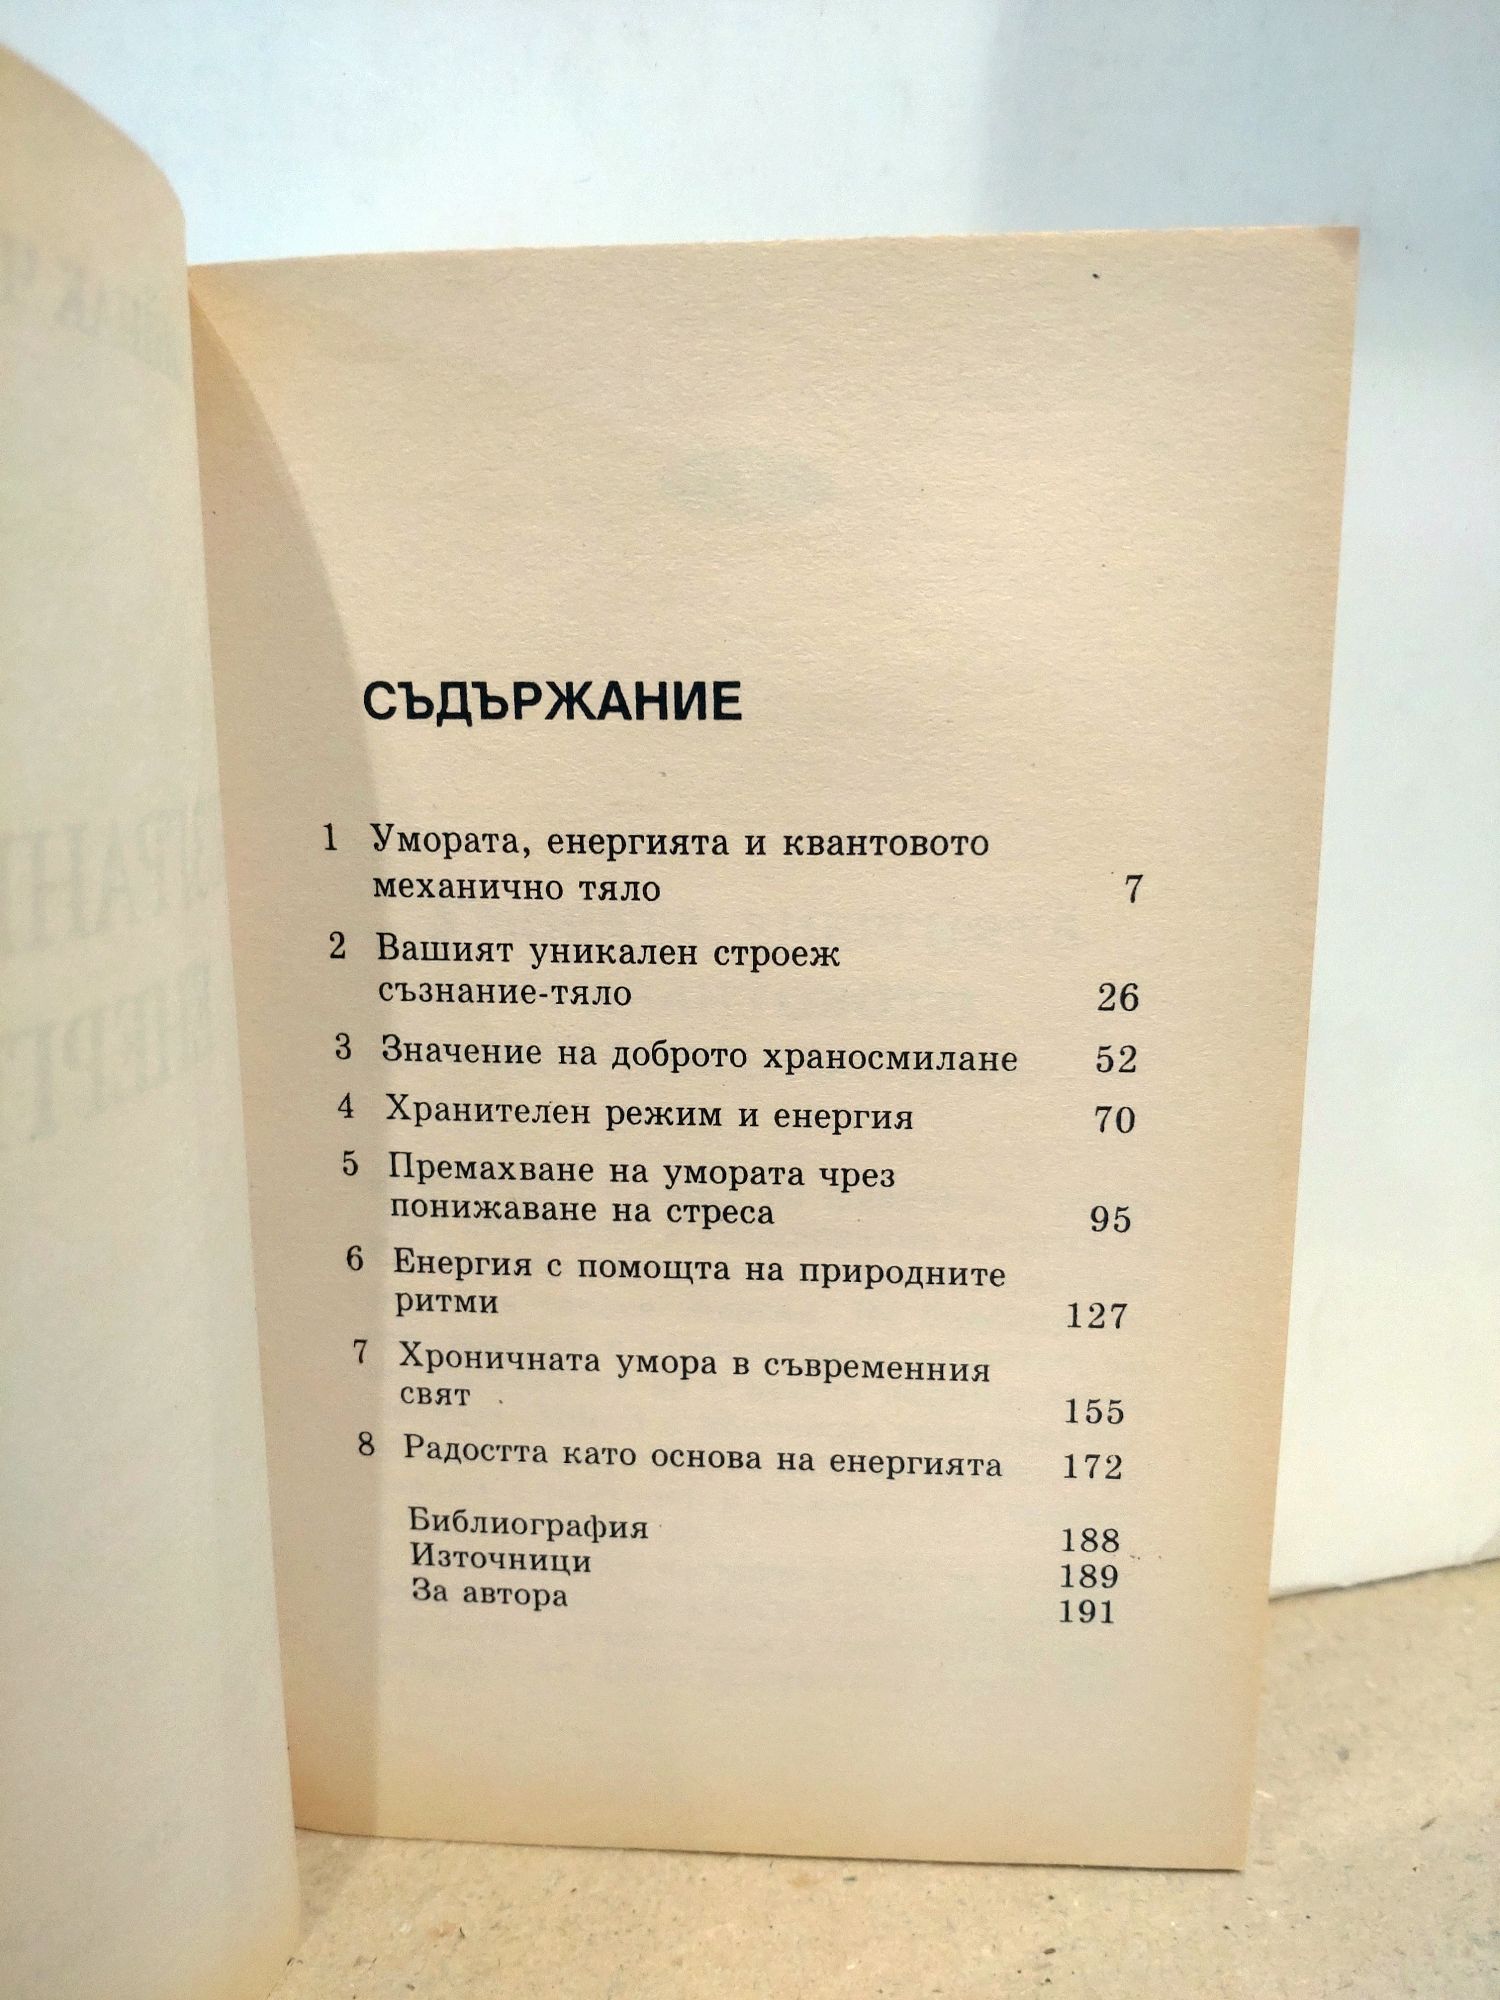 СЪДЪРЖАНИЕ
1 Умората, енергията и квантовото
механично тяло 7
2 Вашият уникален строеж
съзнание-тяло 26
3 Значение на доброто храносмилане 52
4 Хранителен режим и енергия 70
5 Премахване на умората чрез
понижаване на стреса 95
6 Енергия с помощта на природните
ритми 127
7 Хроничната умора в съвременния
свят 155
8 Радостта като основа на енергията 172
Библиография 188
Източници 189
За автора 191